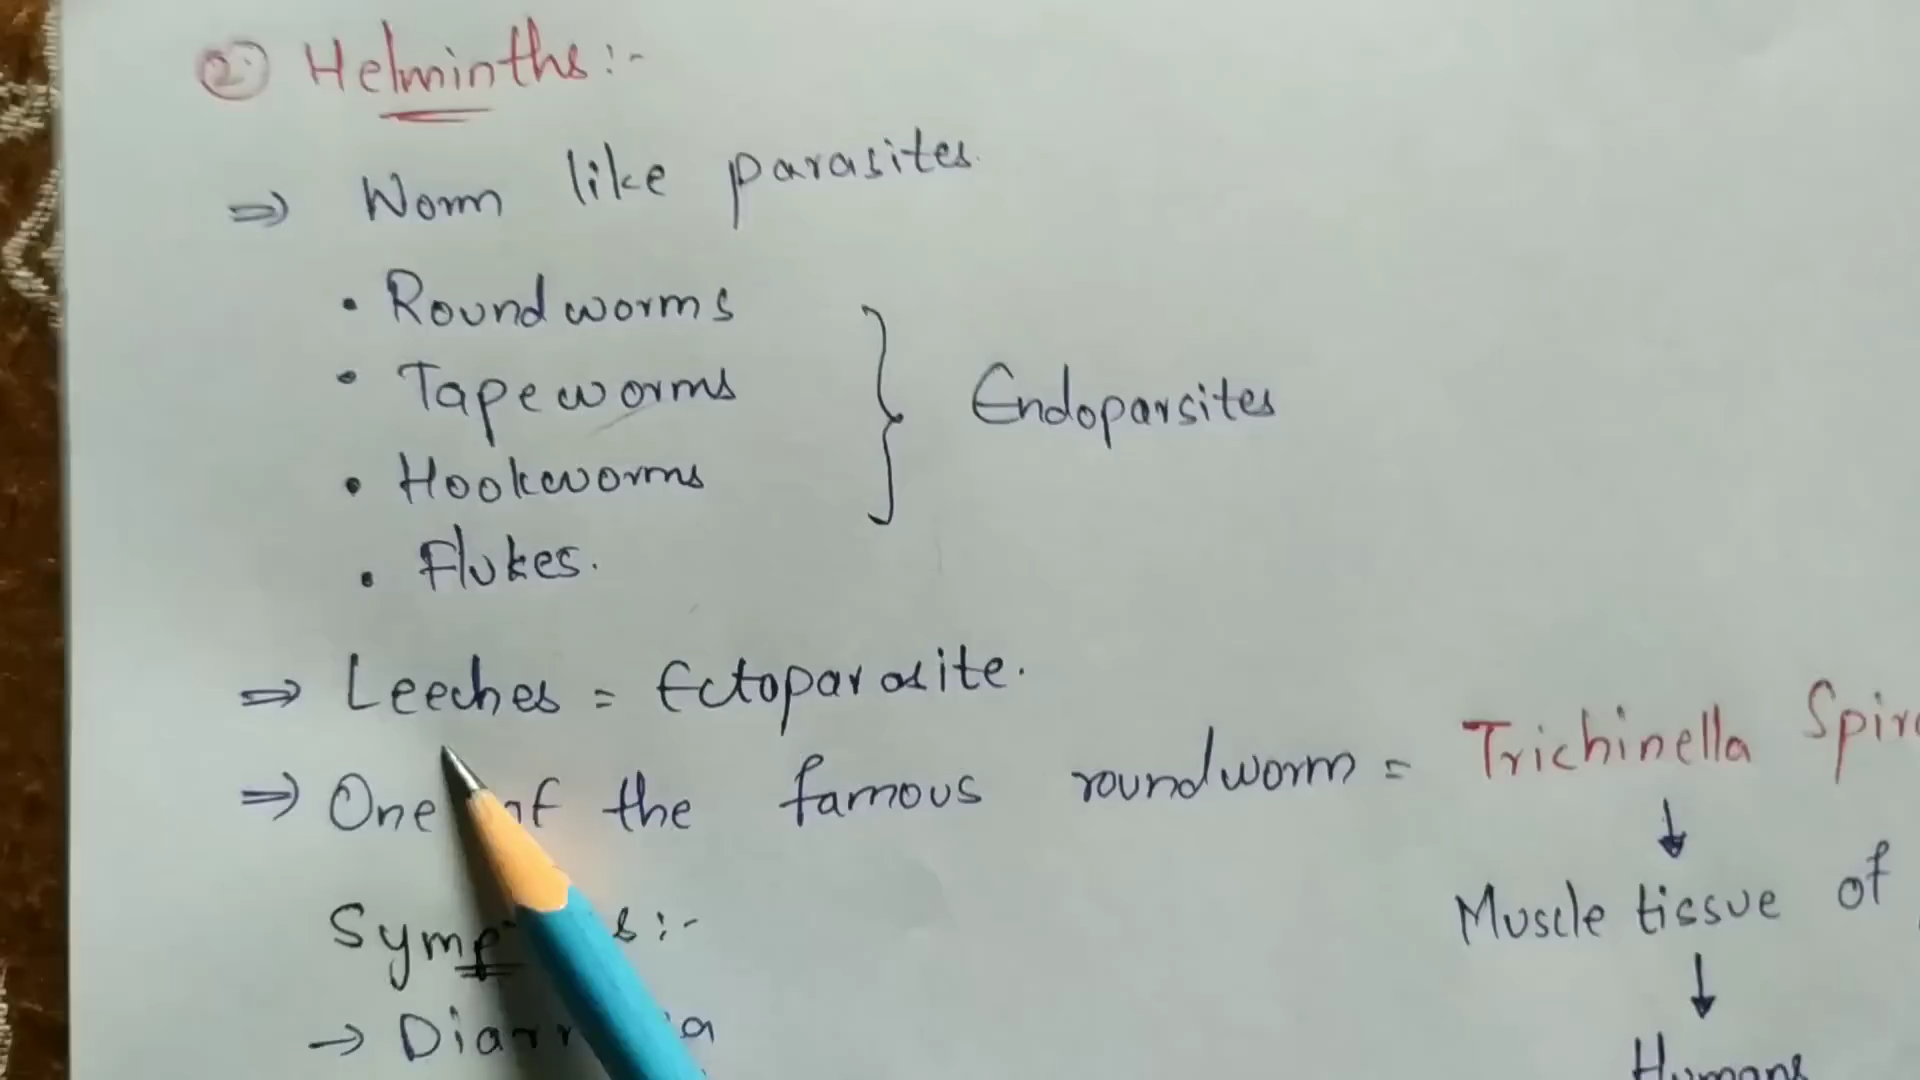 ② Helminths:-
⇒ Worm like parasites.
• Roundworms
• Tapeworms
• Hookworms
• Flukes.
} Endoparsites
⇒ Leeches = Ectoparasite.
⇒ One of the famous roundworm = Trichinella
↓
Muscle tissue of
↓
Humans
:-
→